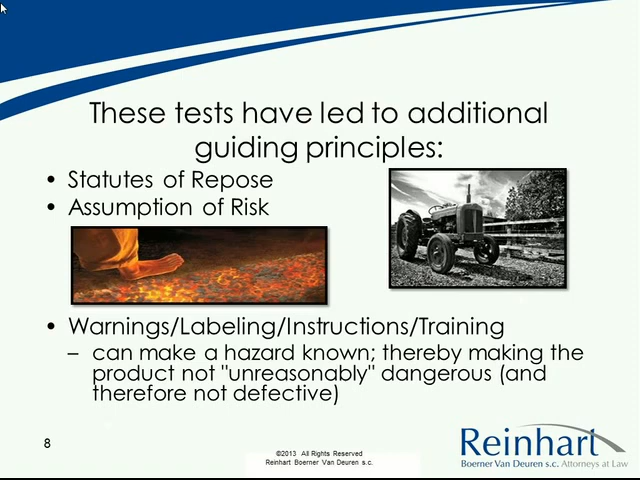 These tests have led to additional
guiding principles:
• Statutes of Repose
• Assumption of Risk
• Warnings/Labeling/Instructions/Training
– can make a hazard known; thereby making the
product not "unreasonably" dangerous (and
therefore not defective)
8
©2013 All Rights Reserved
Reinhart Boerner Van Deuren s.c.
Reinhart
Boerner Van Deuren s.c. Attorneys at Law